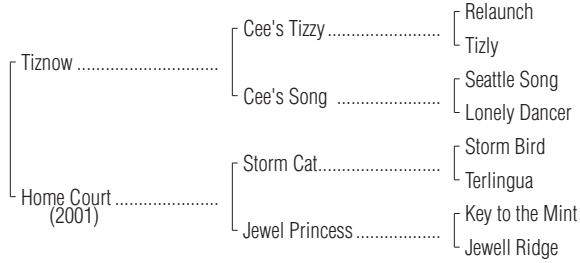 Relaunch
Cee's Tizzy
Tizly
Tiznow
Seattle Song
Cee's Song
Lonely Dancer
Storm Bird
Storm Cat
Terlingua
Home Court
(2001)
Key to the Mint
Jewel Princess
Jewell Ridge